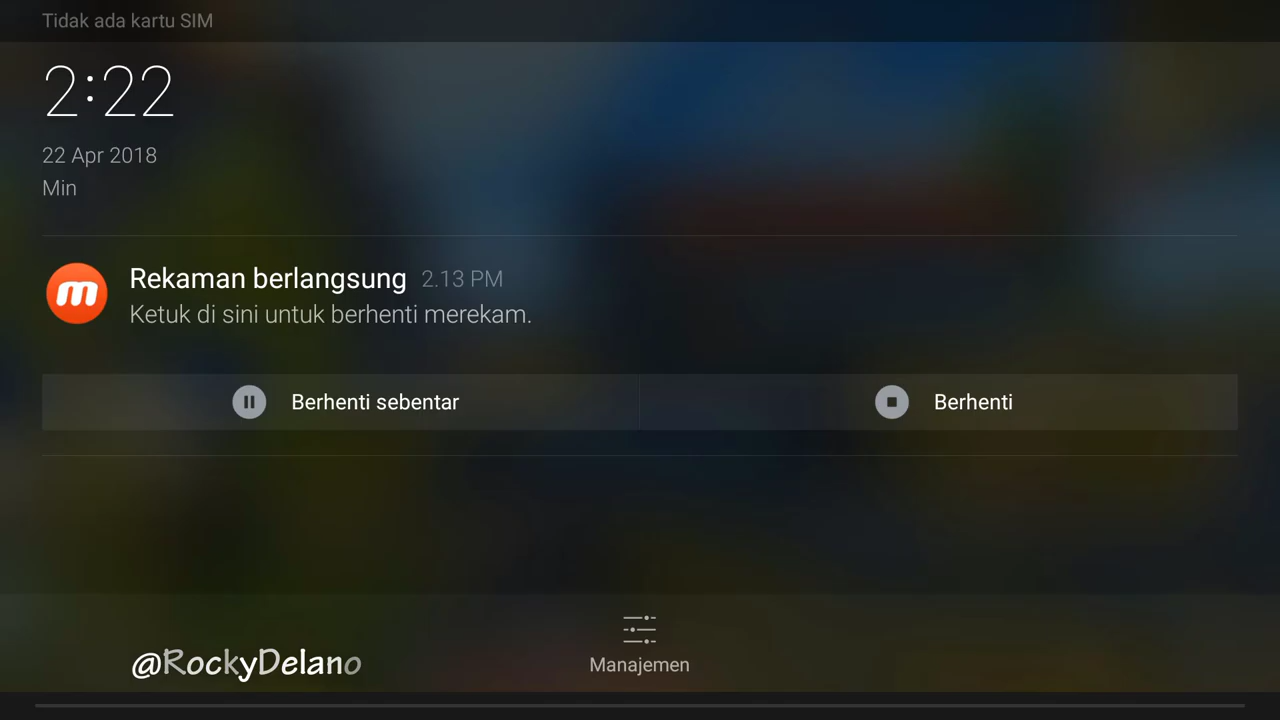 Tidak ada kartu SIM
2:22
22 Apr 2018
Min
m
Rekaman berlangsung 2.13 PM
Ketuk di sini untuk berhenti merekam.
Berhenti sebentar Berhenti
Manajemen
@RockyDelano